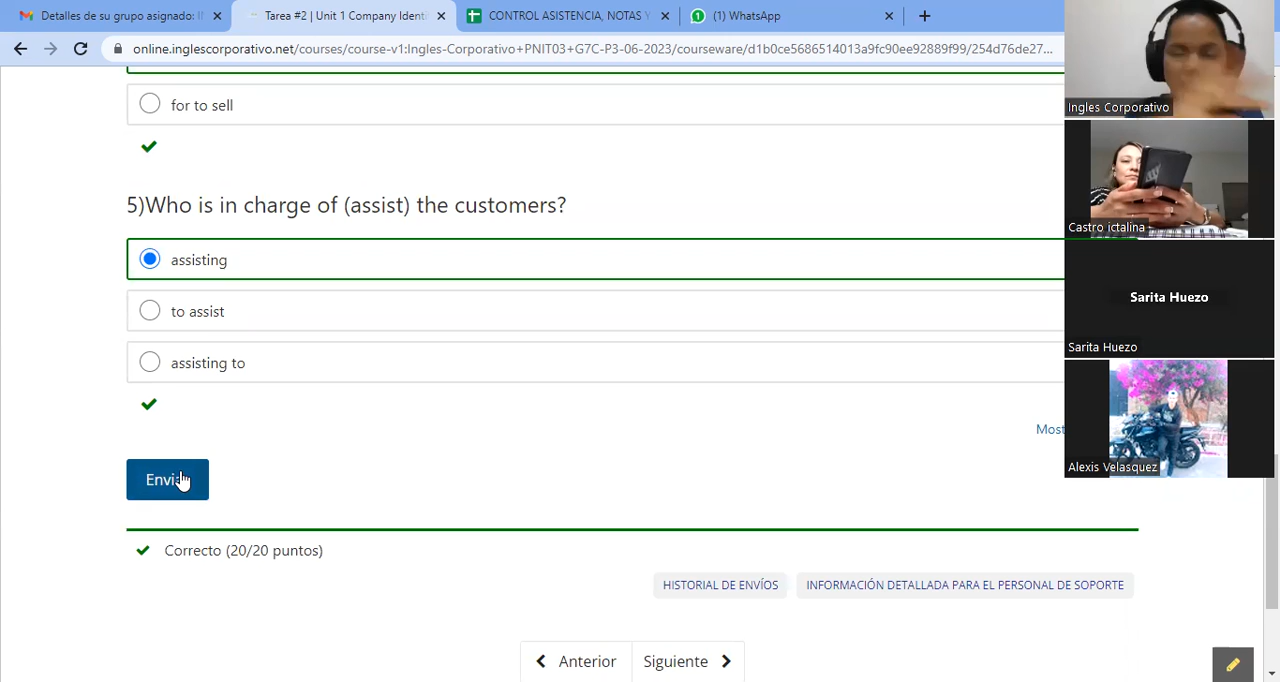 Detalles de su grupo asignado: I
Tarea #2 | Unit 1 Company Ident
CONTROL ASISTENCIA, NOTAS Y
(1) WhatsApp
online.inglescorporativo.net/courses/course-v1:Ingles-Corporativo+PNIT03+G7C-P3-06-2023/courseware/d1b0ce5686514013a9fc90ee92889f99/254d76de27...
for to sell
5)Who is in charge of (assist) the customers?
assisting
to assist
assisting to
Most
Envi
Correcto (20/20 puntos)
HISTORIAL DE ENVÍOS
INFORMACIÓN DETALLADA PARA EL PERSONAL DE SOPORTE
Anterior
Siguiente
Ingles Corporativo
Castro ictalina
Sarita Huezo
Sarita Huezo
Alexis Velasquez